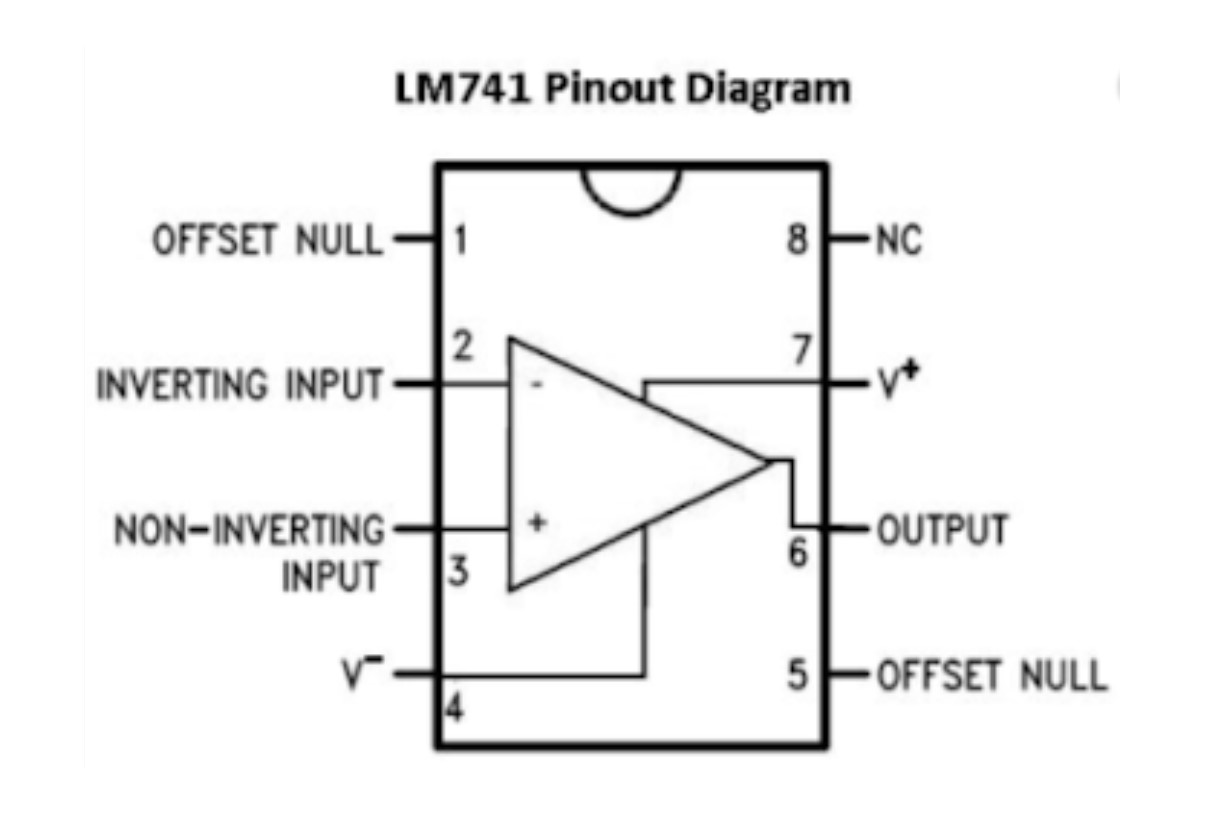 LM741 Pinout Diagram
OFFSET NULL 1 8 NC
2 7
INVERTING INPUT - V+
NON-INVERTING + OUTPUT
INPUT 3 6
V- 5 OFFSET NULL
4